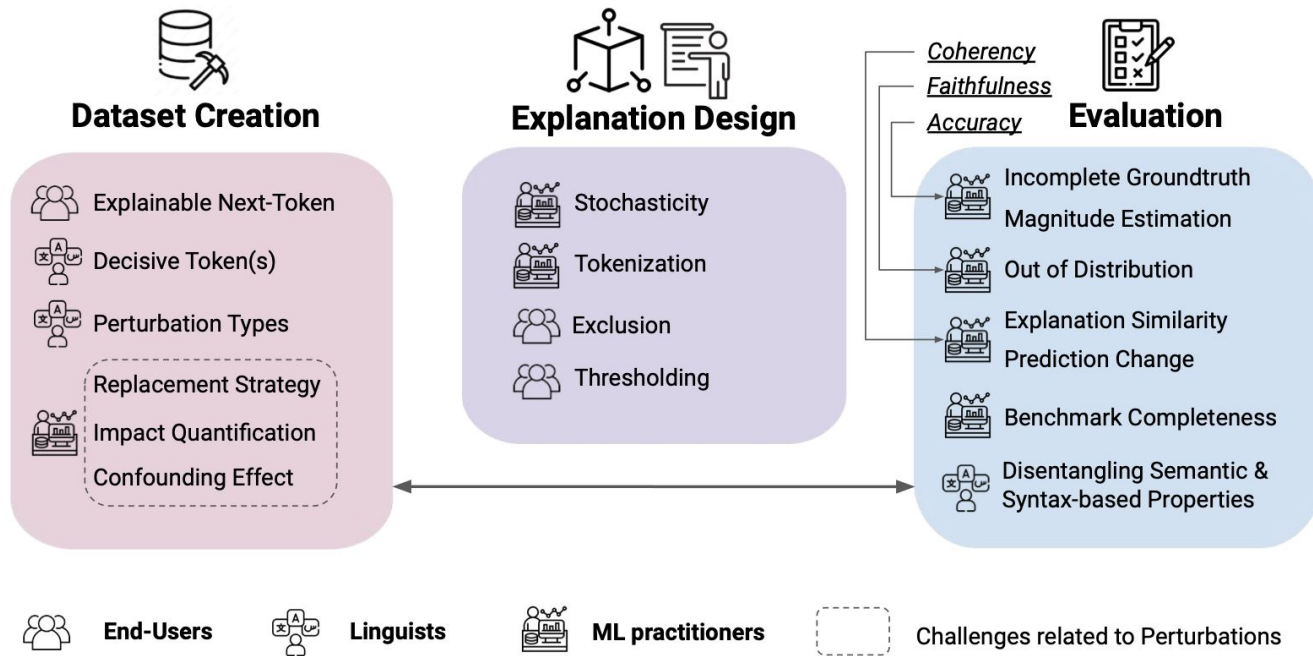 Dataset Creation
Explainable Next-Token
Decisive Token(s)
Perturbation Types
Replacement Strategy
Impact Quantification
Confounding Effect
Explanation Design
Stochasticity
Tokenization
Exclusion
Thresholding
Coherency
Faithfulness
Accuracy
Evaluation
Incomplete Groundtruth
Magnitude Estimation
Out of Distribution
Explanation Similarity
Prediction Change
Benchmark Completeness
Disentangling Semantic &
Syntax-based Properties
End-Users
Linguists
ML practitioners
Challenges related to Perturbations